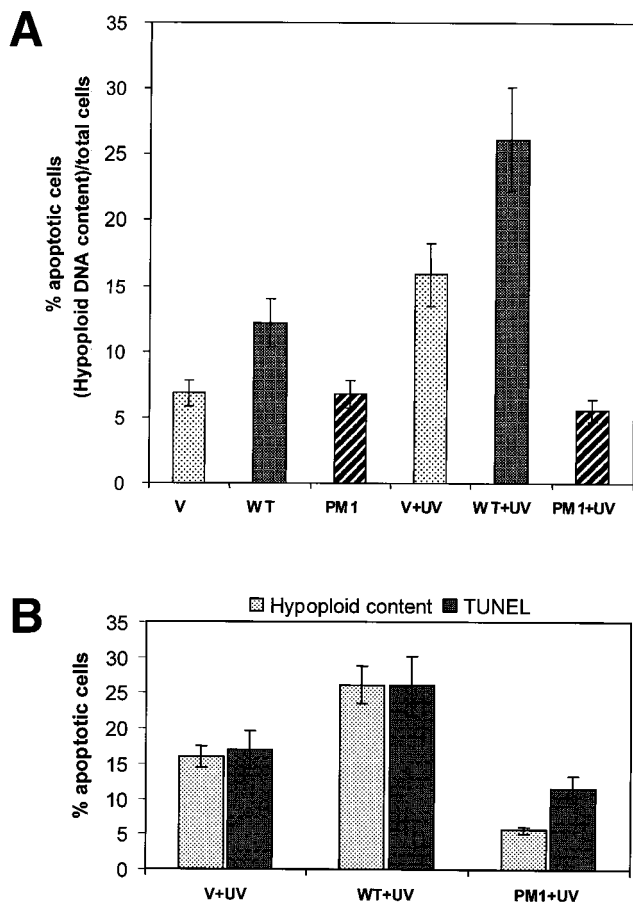 A
% apoptotic cells
(Hypoploid DNA content)/total cells
35
30
25
20
15
10
5
0
V WT PM1 V+UV WT+UV PM1+UV
B
Hypoploid content TUNEL
% apoptotic cells
35
30
25
20
15
10
5
0
V+UV WT+UV PM1+UV